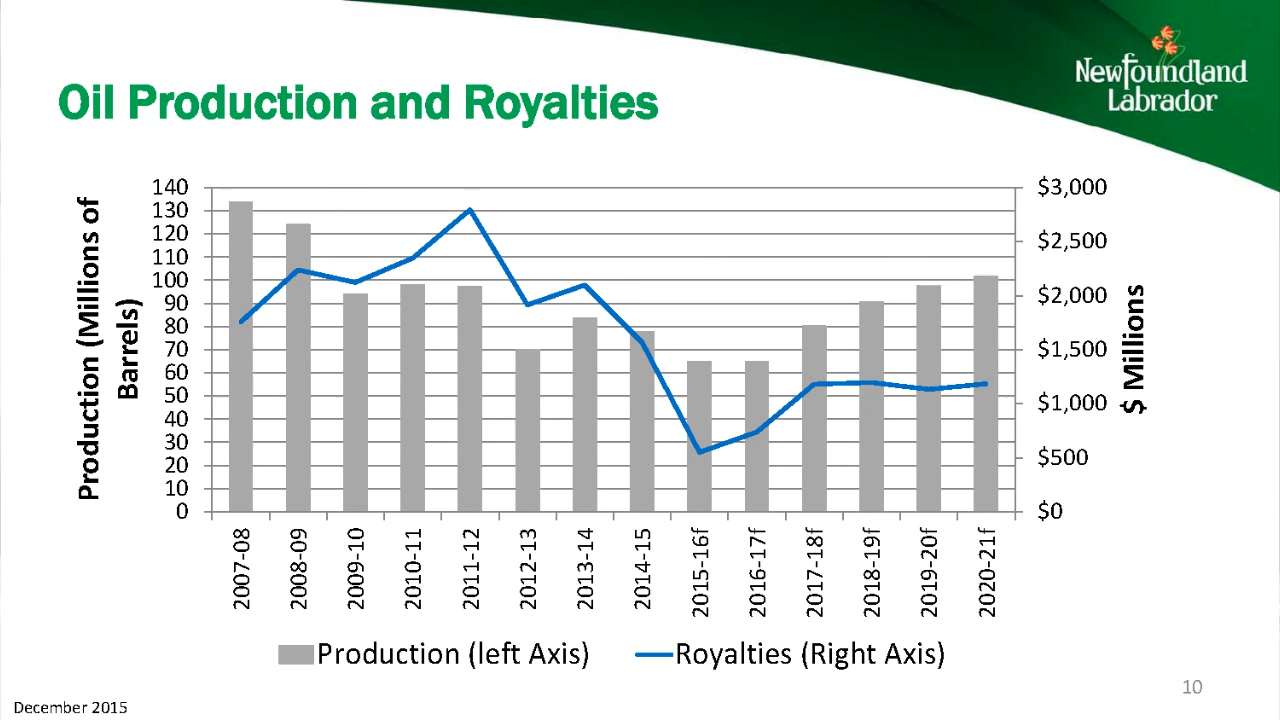 Newfoundland
Labrador
Oil Production and Royalties
Production (Millions of
Barrels)
140
130
120
110
100
90
80
70
60
50
40
30
20
10
0
$3,000
$2,500
$2,000
$1,500
$1,000
$500
$0
$ Millions
2007-08
2008-09
2009-10
2010-11
2011-12
2012-13
2013-14
2014-15
2015-16f
2016-17f
2017-18f
2018-19f
2019-20f
2020-21f
Production (left Axis)
Royalties (Right Axis)
10
December 2015